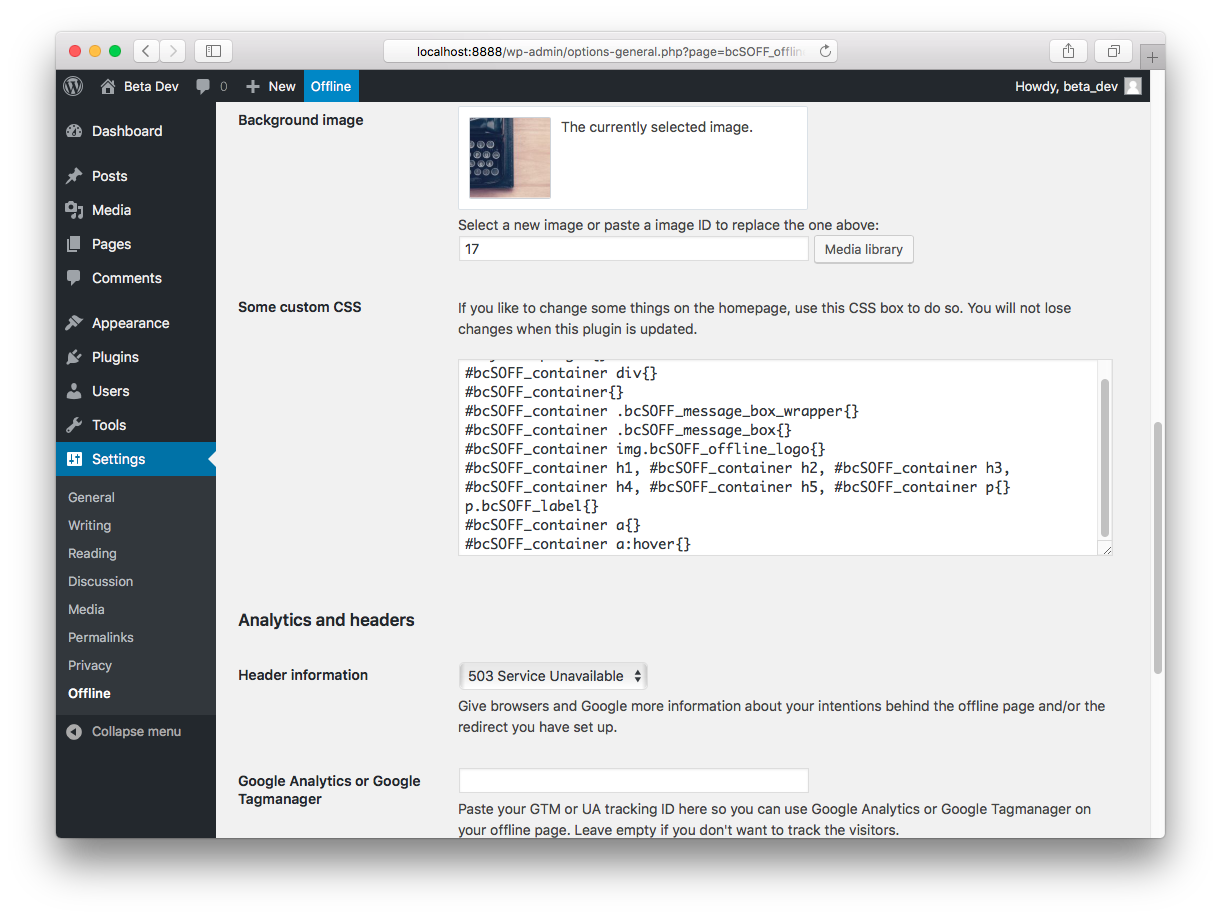 localhost:8888/wp-admin/options-general.php?page=bcSOFF_offlin
Beta Dev 0 New Offline Howdy, beta_dev
Dashboard
Posts
Media
Pages
Comments
Appearance
Plugins
Users
Tools
Settings
General
Writing
Reading
Discussion
Media
Permalinks
Privacy
Offline
Collapse menu
Background image
The currently selected image.
Select a new image or paste a image ID to replace the one above:
17 Media library
Some custom CSS
If you like to change some things on the homepage, use this CSS box to do so. You will not lose
changes when this plugin is updated.
#bcSOFF_container div{}
#bcSOFF_container{}
#bcSOFF_container .bcSOFF_message_box_wrapper{}
#bcSOFF_container .bcSOFF_message_box{}
#bcSOFF_container img.bcSOFF_offline_logo{}
#bcSOFF_container h1, #bcSOFF_container h2, #bcSOFF_container h3,
#bcSOFF_container h4, #bcSOFF_container h5, #bcSOFF_container p{}
p.bcSOFF_label{}
#bcSOFF_container a{}
#bcSOFF_container a:hover{}
Analytics and headers
Header information
503 Service Unavailable
Give browsers and Google more information about your intentions behind the offline page and/or the
redirect you have set up.
Google Analytics or Google
Tagmanager
Paste your GTM or UA tracking ID here so you can use Google Analytics or Google Tagmanager on
your offline page. Leave empty if you don't want to track the visitors.